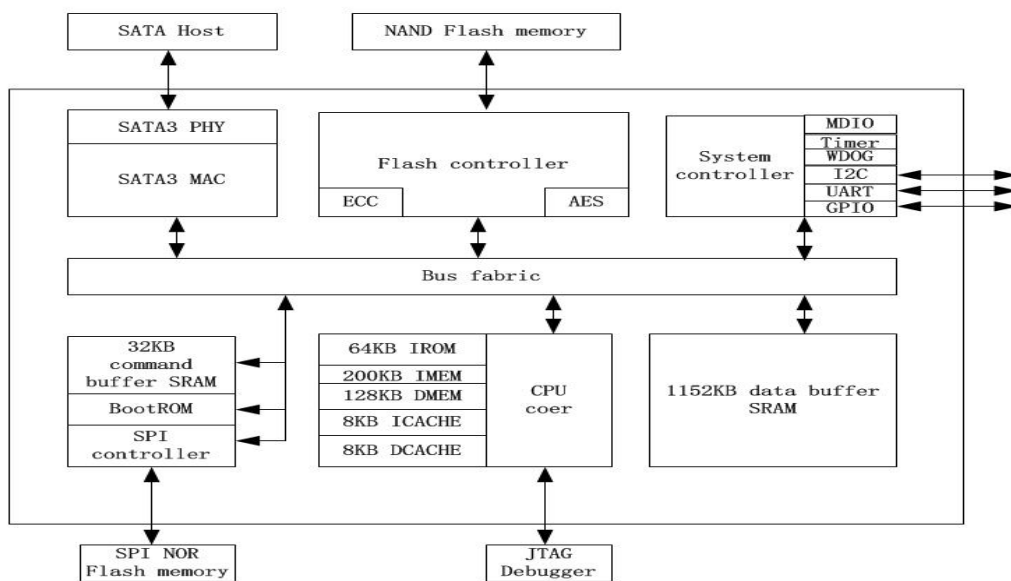 SATA Host
NAND Flash memory
SATA3 PHY
SATA3 MAC
Flash controller
ECC
AES
System
controller
MDIO
Timer
WDOG
I2C
UART
GPIO
Bus fabric
32KB
command
buffer SRAM
BootROM
SPI
controller
64KB IROM
200KB IMEM
128KB DMEM
8KB ICACHE
8KB DCACHE
CPU
coer
1152KB data buffer
SRAM
SPI NOR
Flash memory
JTAG
Debugger